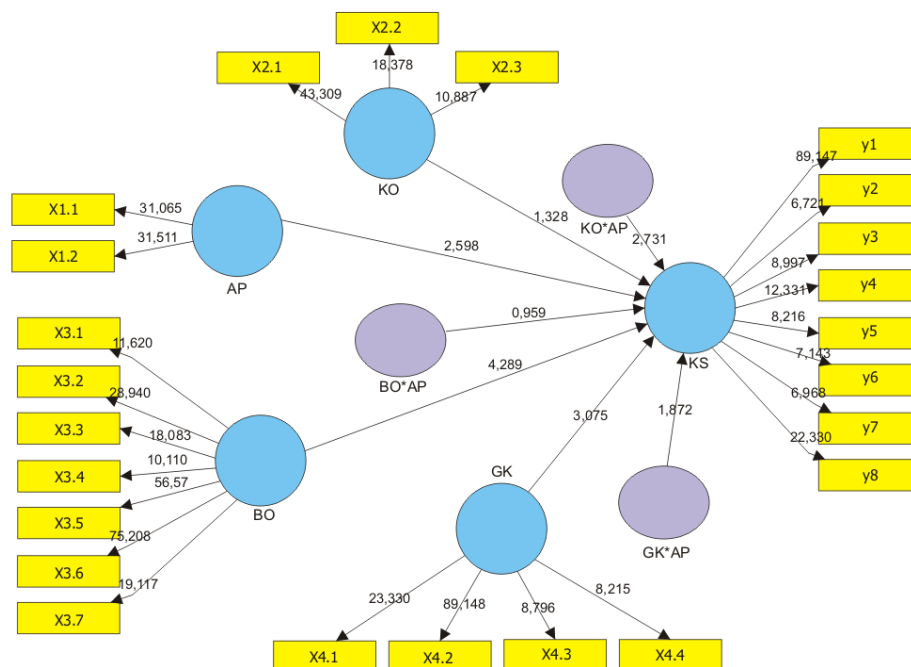 X2.2
X2.1
X2.3
18,378
43,309
10,887
KO
y1
89,147
y2
6,721
X1.1
31,065
KO*AP
1,328
2,731
y3
8,997
X1.2
31,511
2,598
AP
y4
12,331
X3.1
11,620
0,959
KS
8,216
y5
7,143
y6
X3.2
28,940
BO*AP
4,289
6,968
y7
X3.3
18,083
3,075
1,872
22,330
y8
X3.4
10,110
GK
X3.5
56,57
BO
X3.6
75,208
GK*AP
X3.7
19,117
23,330
89,148
8,796
8,215
X4.1
X4.2
X4.3
X4.4